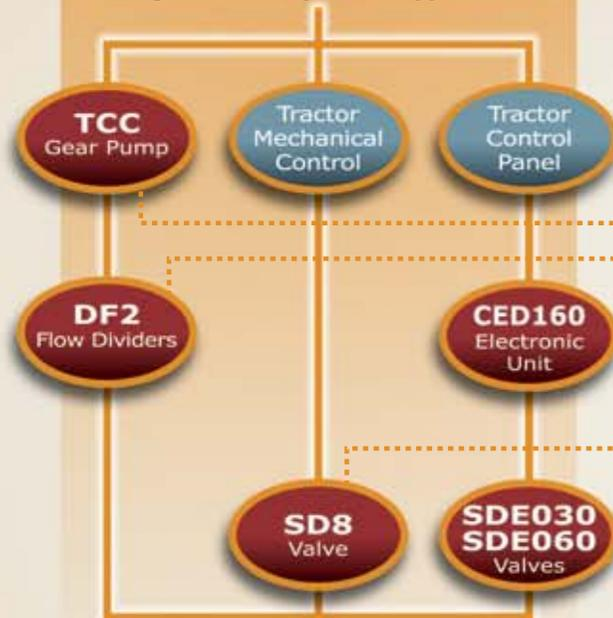 TCC
Gear Pump
Tractor
Mechanical
Control
Tractor
Control
Panel
DF2
Flow Dividers
CED160
Electronic
Unit
SD8
Valve
SDE030
SDE060
Valves